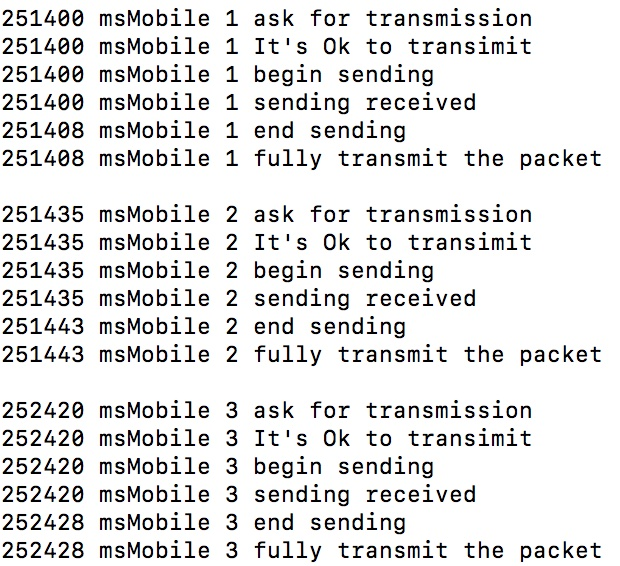 251400 msMobile 1 ask for transmission
251400 msMobile 1 It's Ok to transimit
251400 msMobile 1 begin sending
251400 msMobile 1 sending received
251408 msMobile 1 end sending
251408 msMobile 1 fully transmit the packet

251435 msMobile 2 ask for transmission
251435 msMobile 2 It's Ok to transimit
251435 msMobile 2 begin sending
251435 msMobile 2 sending received
251443 msMobile 2 end sending
251443 msMobile 2 fully transmit the packet

252420 msMobile 3 ask for transmission
252420 msMobile 3 It's Ok to transimit
252420 msMobile 3 begin sending
252420 msMobile 3 sending received
252428 msMobile 3 end sending
252428 msMobile 3 fully transmit the packet